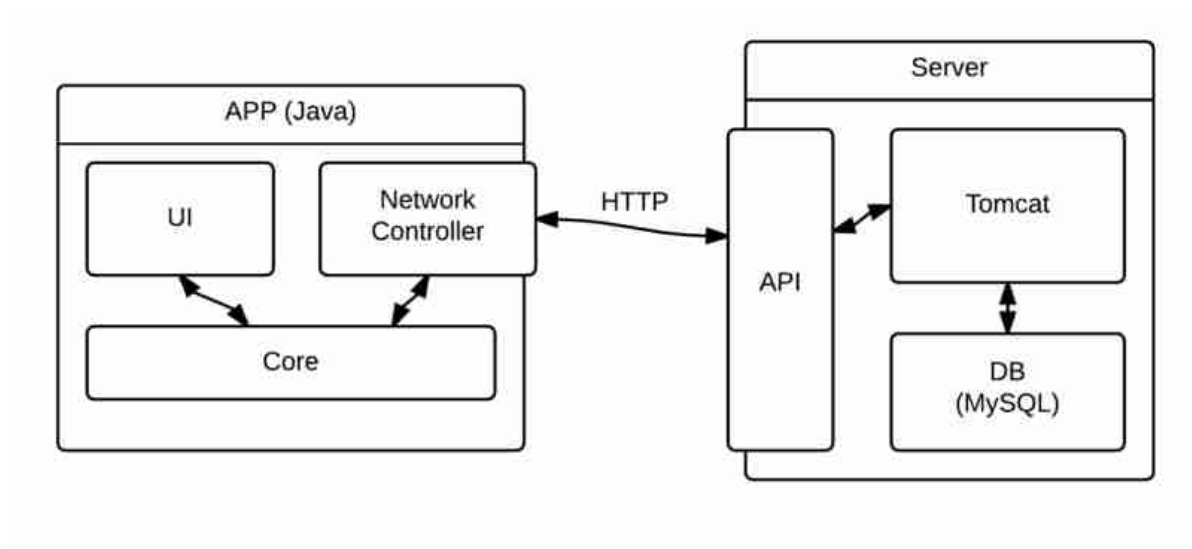 APP (Java)
UI
Network
Controller
Core
HTTP
Server
API
Tomcat
DB
(MySQL)